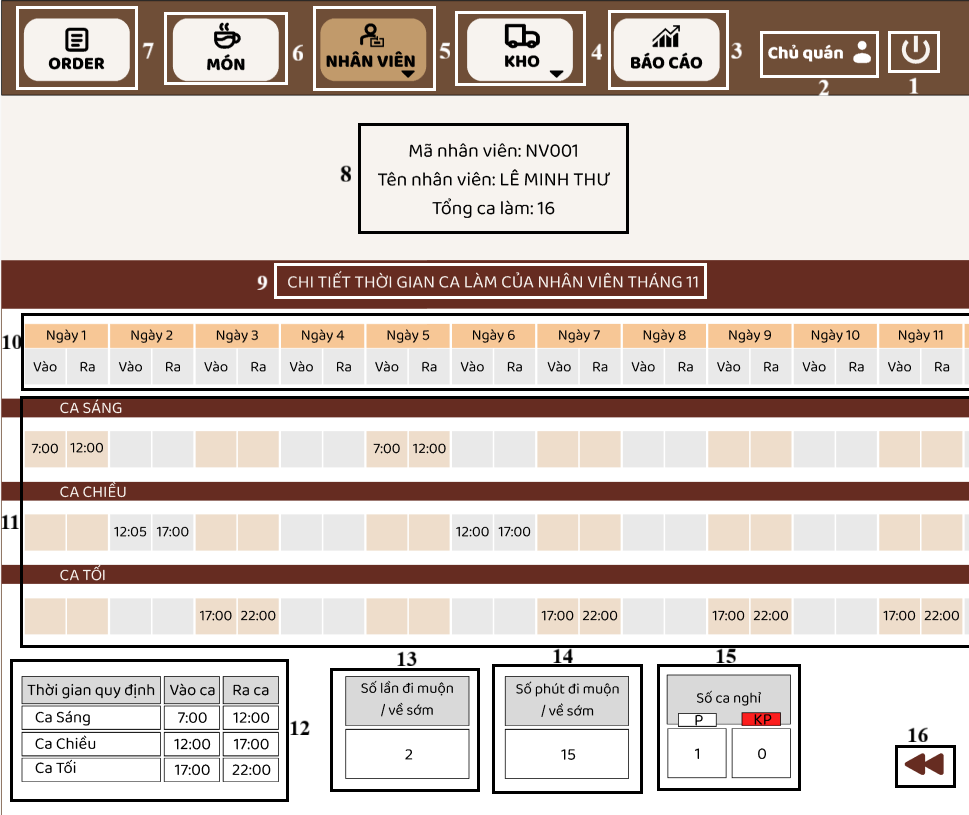 ORDER 7 MÓN 6 NHÂN VIÊN 5 KHO 4 BÁO CÁO 3 Chủ quán 2 1
8
Mã nhân viên: NV001
Tên nhân viên: LÊ MINH THƯ
Tổng ca làm: 16
9 CHI TIẾT THỜI GIAN CA LÀM CỦA NHÂN VIÊN THÁNG 11
10
Ngày 1 Ngày 2 Ngày 3 Ngày 4 Ngày 5 Ngày 6 Ngày 7 Ngày 8 Ngày 9 Ngày 10 Ngày 11
Vào Ra Vào Ra Vào Ra Vào Ra Vào Ra Vào Ra Vào Ra Vào Ra Vào Ra Vào Ra Vào Ra
CA SÁNG
7:00 12:00 7:00 12:00
CA CHIỀU
11
12:05 17:00 12:00 17:00
CA TỐI
17:00 22:00 17:00 22:00 17:00 22:00 17:00 22:00
12
Thời gian quy định Vào ca Ra ca
Ca Sáng 7:00 12:00
Ca Chiều 12:00 17:00
Ca Tối 17:00 22:00
13
Số lần đi muộn
/ về sớm
2
14
Số phút đi muộn
/ về sớm
15
15
Số ca nghỉ
P KP
1 0
16